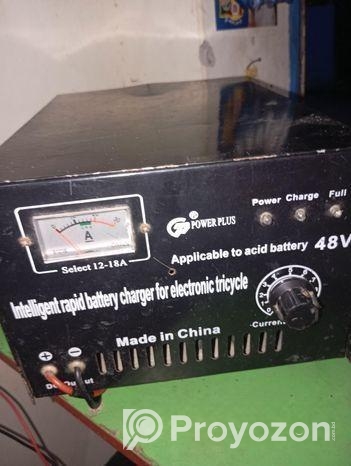 POWER PLUS
Power Charge Full
A
Select 12-18A
Applicable to acid battery 48V
Intelligent rapid battery charger for electronic tricycle
Made in China
Current
+ −
DC Output
Proyozon